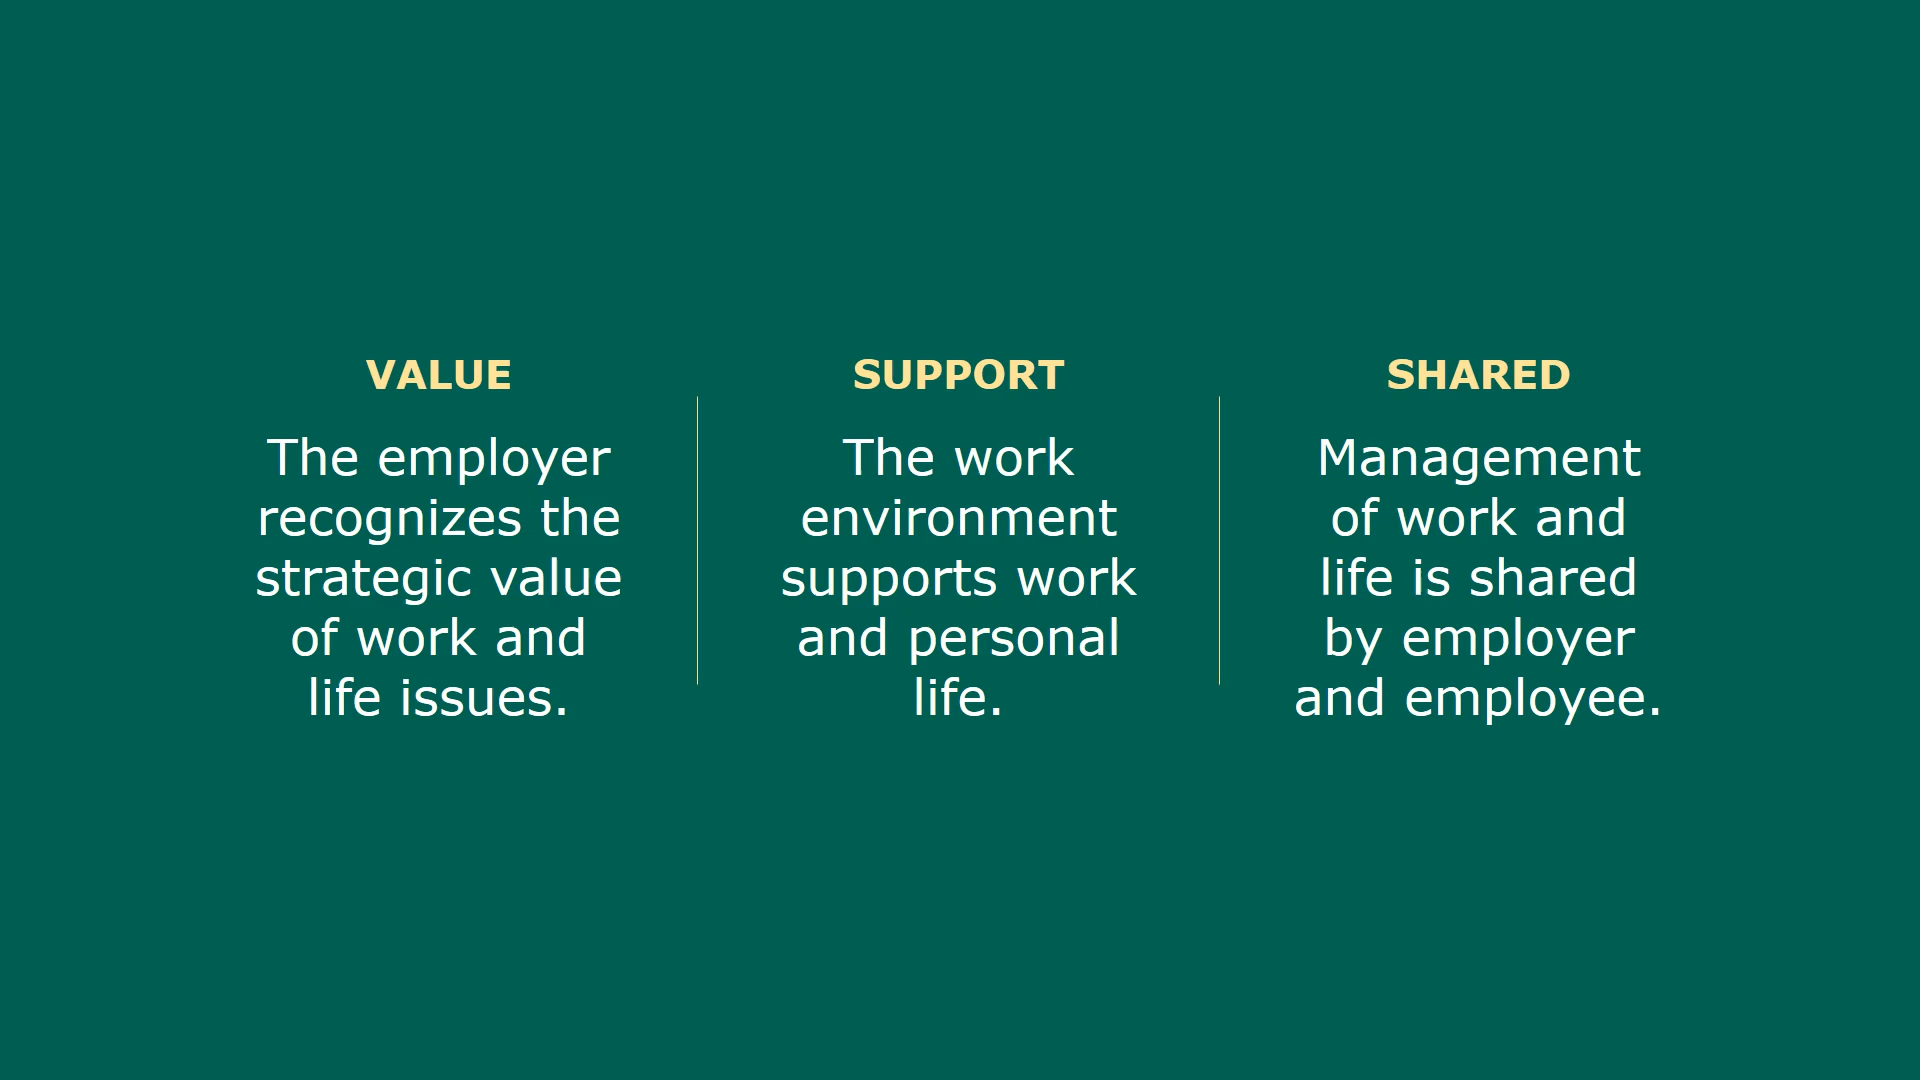 VALUE
The employer
recognizes the
strategic value
of work and
life issues.
SUPPORT
The work
environment
supports work
and personal
life.
SHARED
Management
of work and
life is shared
by employer
and employee.